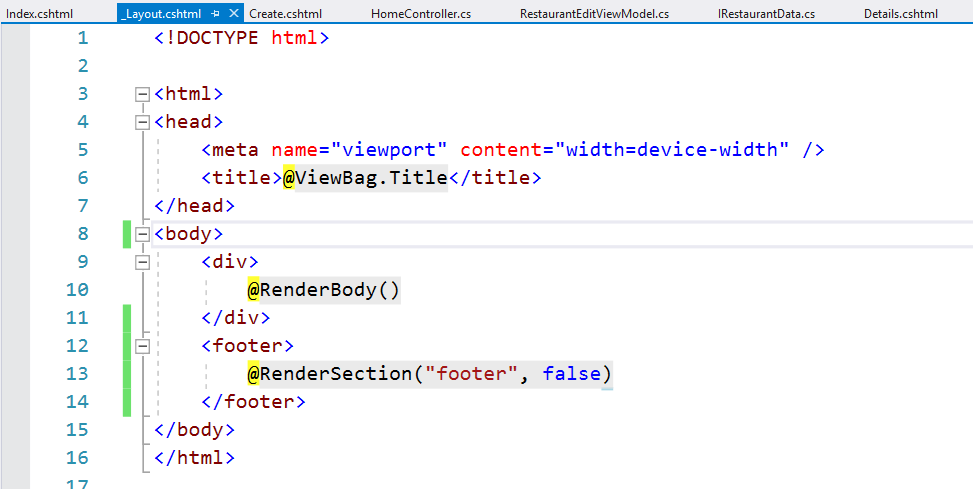 Index.cshtml _Layout.cshtml Create.cshtml HomeController.cs RestaurantEditViewModel.cs IRestaurantData.cs Details.cshtml
1 <!DOCTYPE html>
2
3 <html>
4 <head>
5 <meta name="viewport" content="width=device-width" />
6 <title>@ViewBag.Title</title>
7 </head>
8 <body>
9 <div>
10 @RenderBody()
11 </div>
12 <footer>
13 @RenderSection("footer", false)
14 </footer>
15 </body>
16 </html>
17